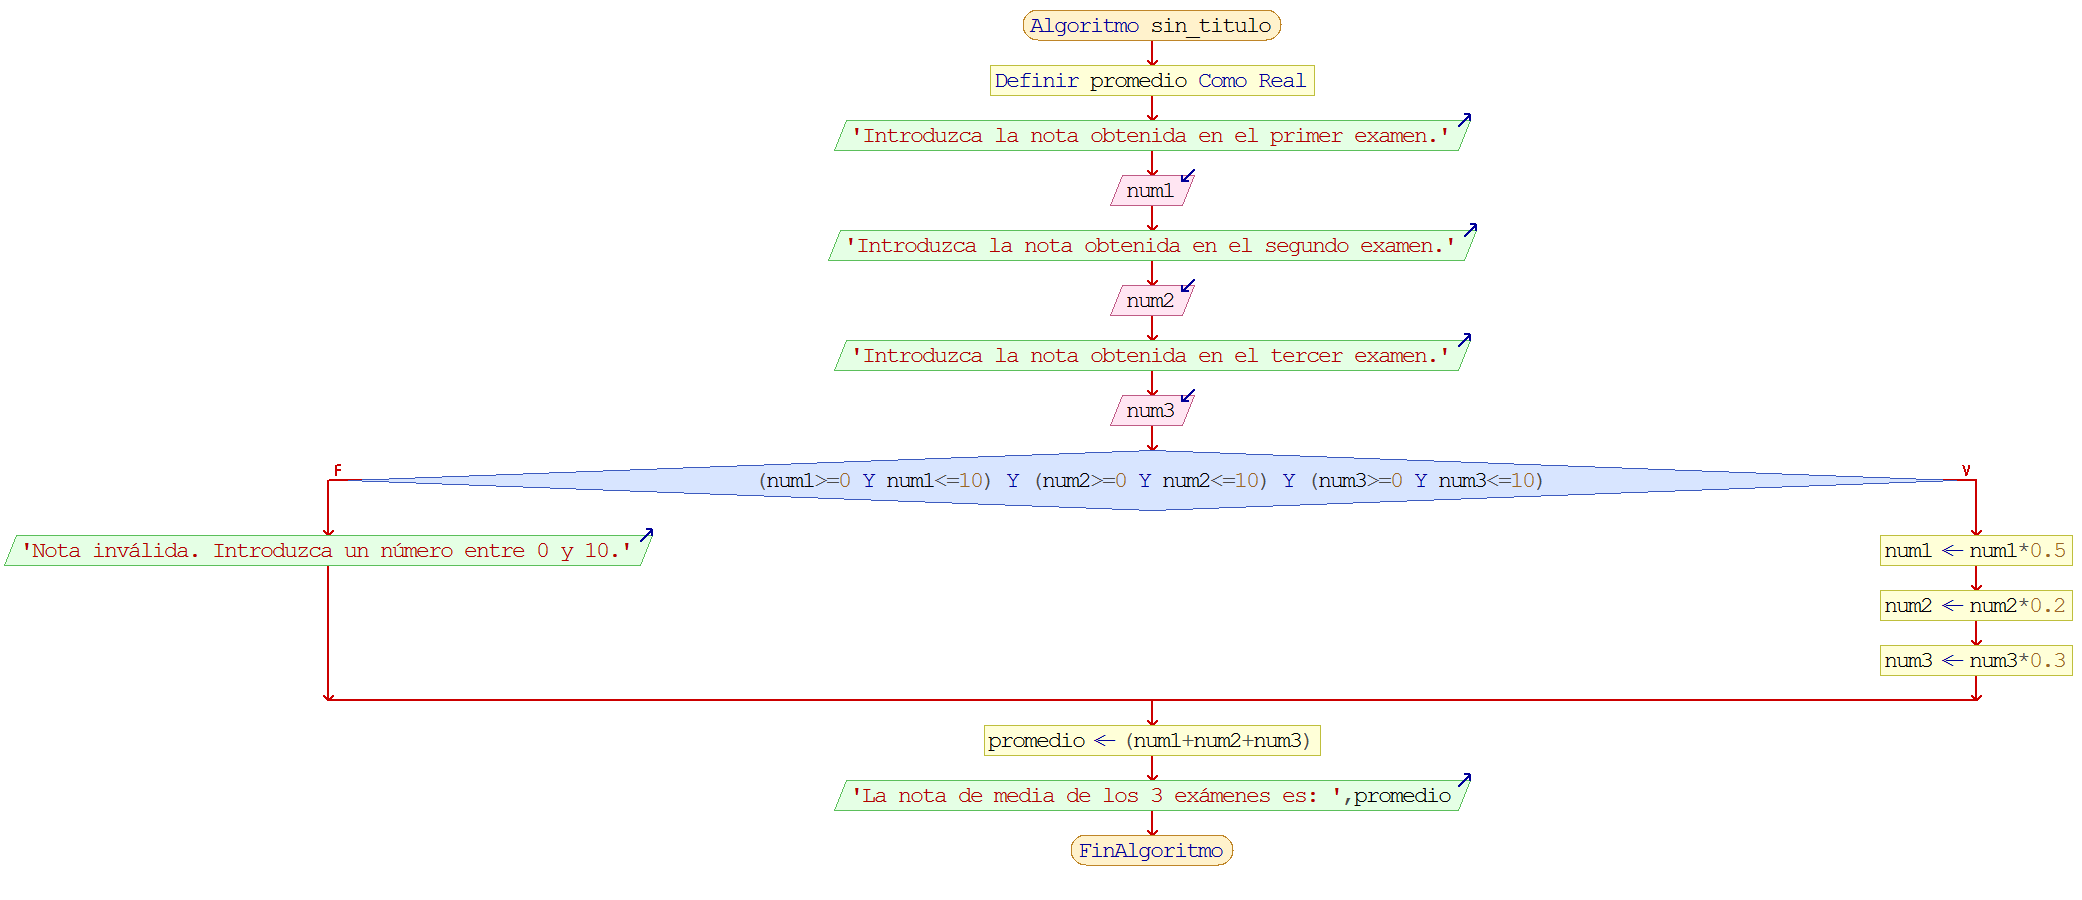 Algoritmo sin_titulo
Definir promedio Como Real
'Introduzca la nota obtenida en el primer examen.'
num1
'Introduzca la nota obtenida en el segundo examen.'
num2
'Introduzca la nota obtenida en el tercer examen.'
num3
F
V
(num1>=0 Y num1<=10) Y (num2>=0 Y num2<=10) Y (num3>=0 Y num3<=10)
'Nota inválida. Introduzca un número entre 0 y 10.'
num1 ← num1*0.5
num2 ← num2*0.2
num3 ← num3*0.3
promedio ← (num1+num2+num3)
'La nota de media de los 3 exámenes es: ',promedio
FinAlgoritmo